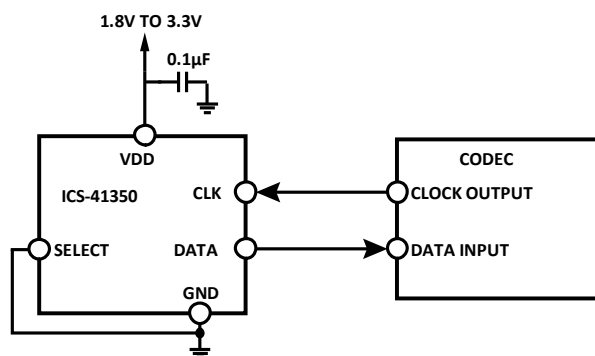 1.8V TO 3.3V
0.1µF
VDD
CODEC
ICS-41350
CLK
CLOCK OUTPUT
SELECT
DATA
DATA INPUT
GND